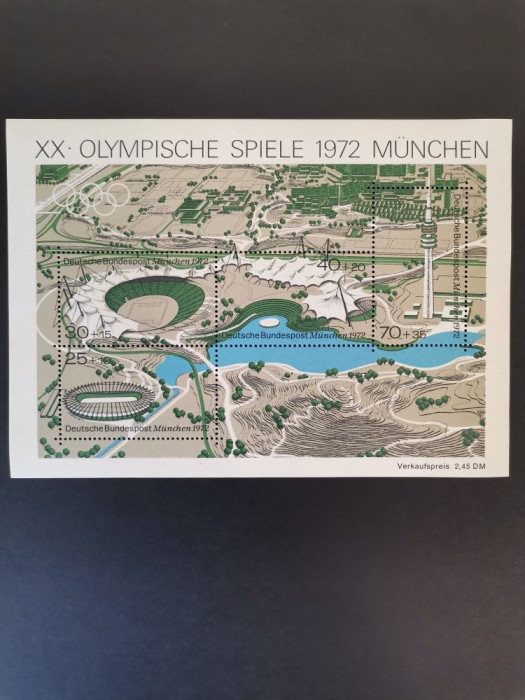 XX· OLYMPISCHE SPIELE 1972 MÜNCHEN
Deutsche Bundespost München 1972
30+15
40+20
Deutsche Bundespost München 1972
Deutsche Bundespost München 1972
70+35
25+10
Deutsche Bundespost München 1972
Verkaufspreis 2,45 DM